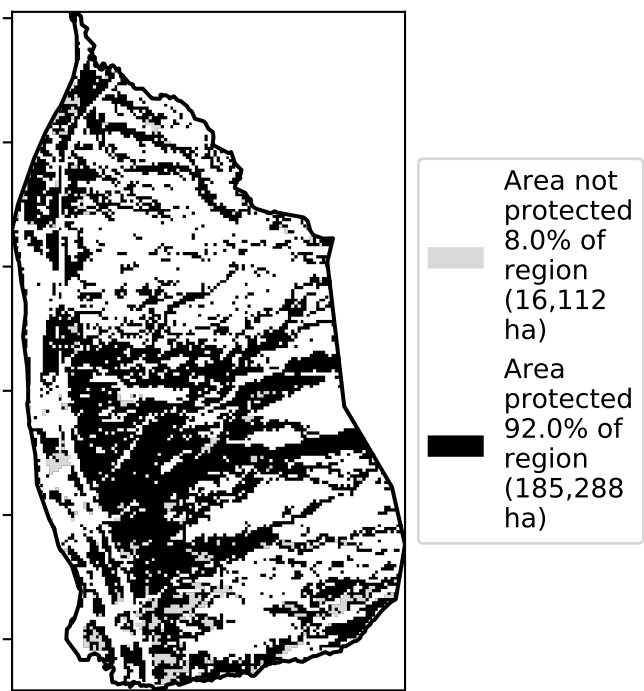 Area not
protected
8.0% of
region
(16,112
ha)
Area
protected
92.0% of
region
(185,288
ha)